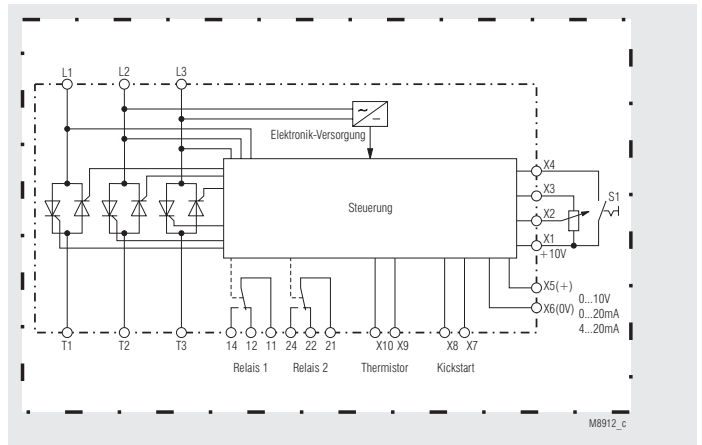 L1 L2 L3
~
–
Elektronik-Versorgung
Steuerung
X4
X3
X2
X1
+10V
S1
X5(+)
X6(0V)
0...10V
0...20mA
4...20mA
T1 T2 T3 14 12 11 24 22 21 X10 X9 X8 X7
Relais 1 Relais 2 Thermistor Kickstart
M8912_c